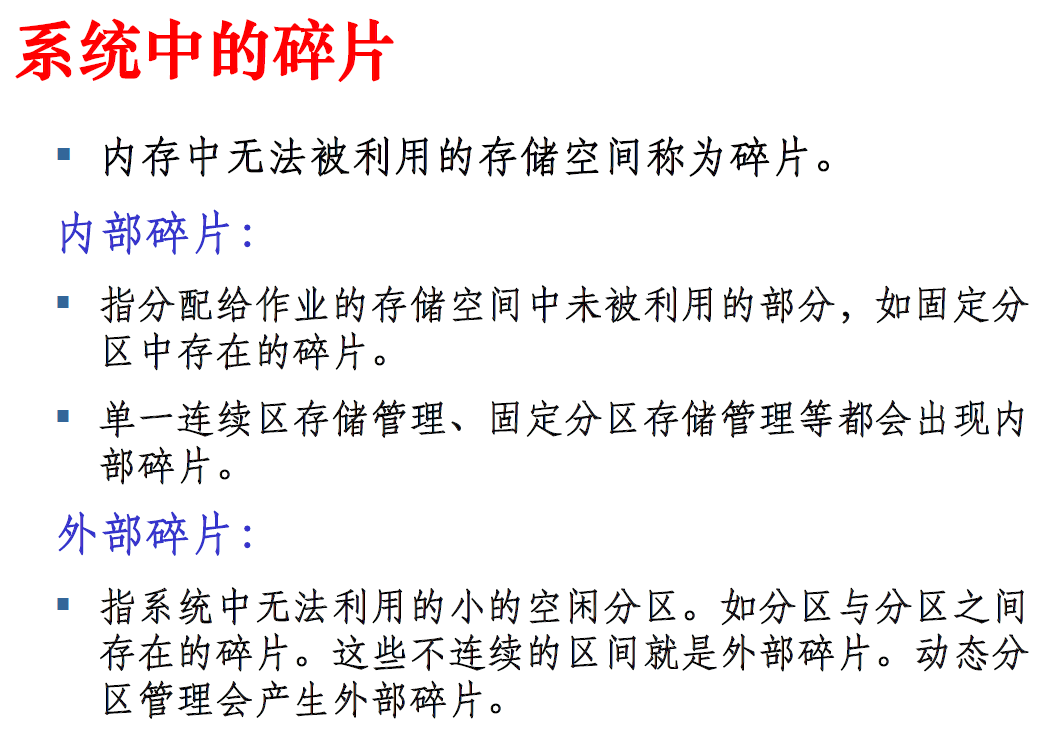 系统中的碎片
▪ 内存中无法被利用的存储空间称为碎片。
内部碎片：
▪ 指分配给作业的存储空间中未被利用的部分，如固定分
区中存在的碎片。
▪ 单一连续区存储管理、固定分区存储管理等都会出现内
部碎片。
外部碎片：
▪ 指系统中无法利用的小的空闲分区。如分区与分区之间
存在的碎片。这些不连续的区间就是外部碎片。动态分
区管理会产生外部碎片。